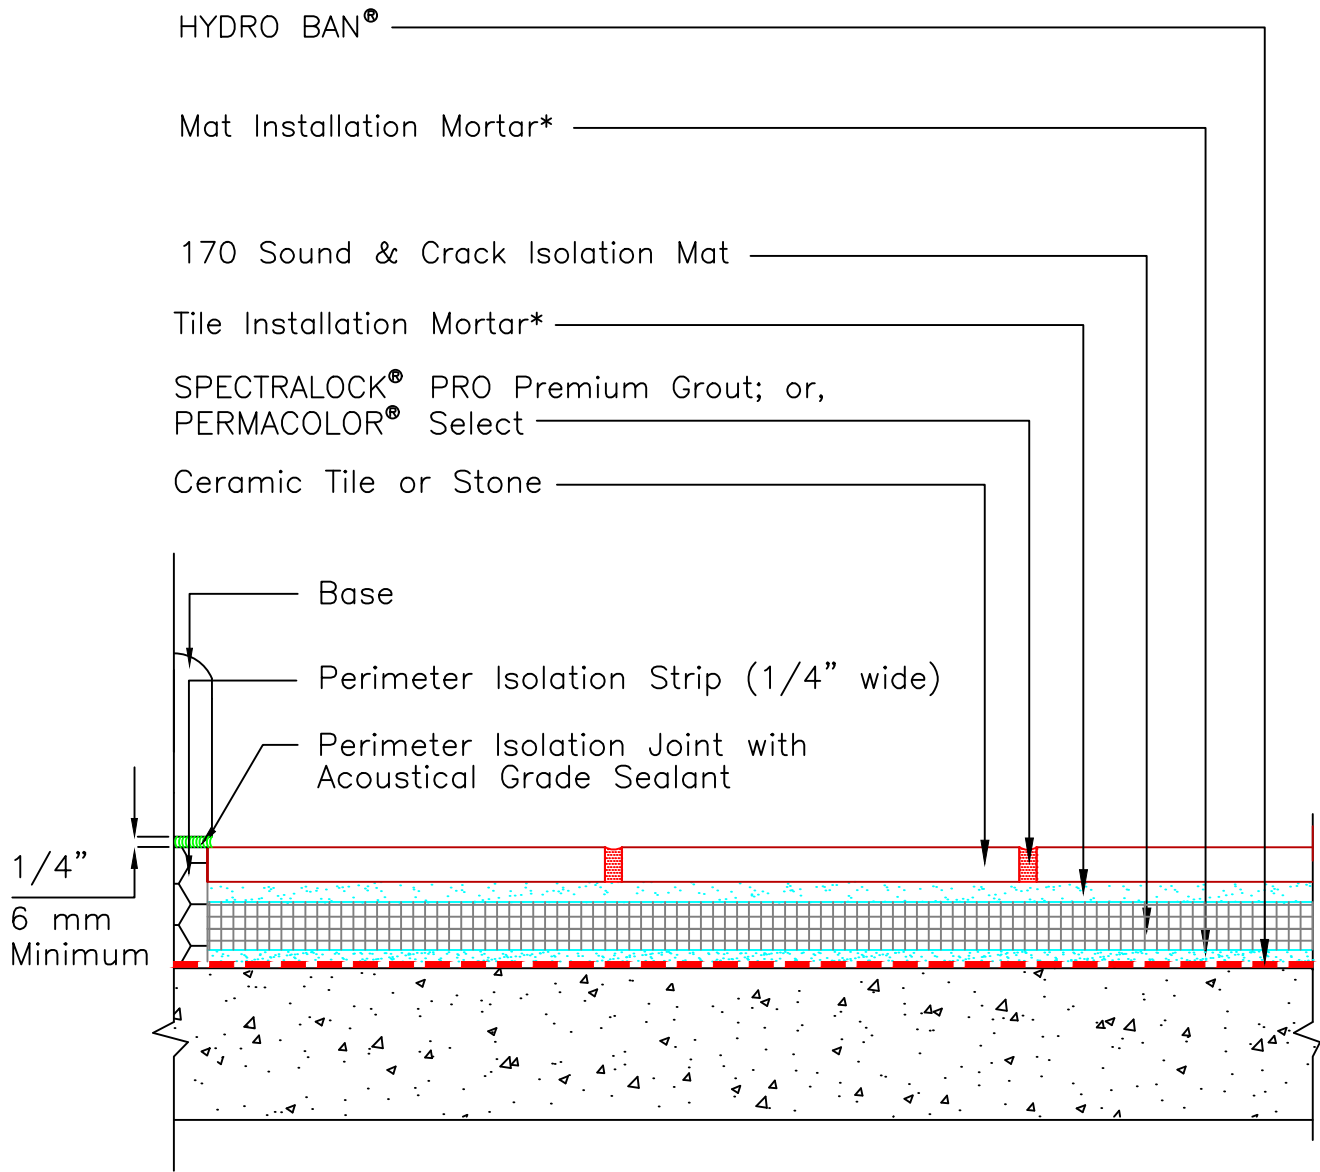 HYDRO BAN®
Mat Installation Mortar*
170 Sound & Crack Isolation Mat
Tile Installation Mortar*
SPECTRALOCK® PRO Premium Grout; or,
PERMACOLOR® Select
Ceramic Tile or Stone
Base
Perimeter Isolation Strip (1/4” wide)
Perimeter Isolation Joint with
Acoustical Grade Sealant
1/4”
6 mm
Minimum